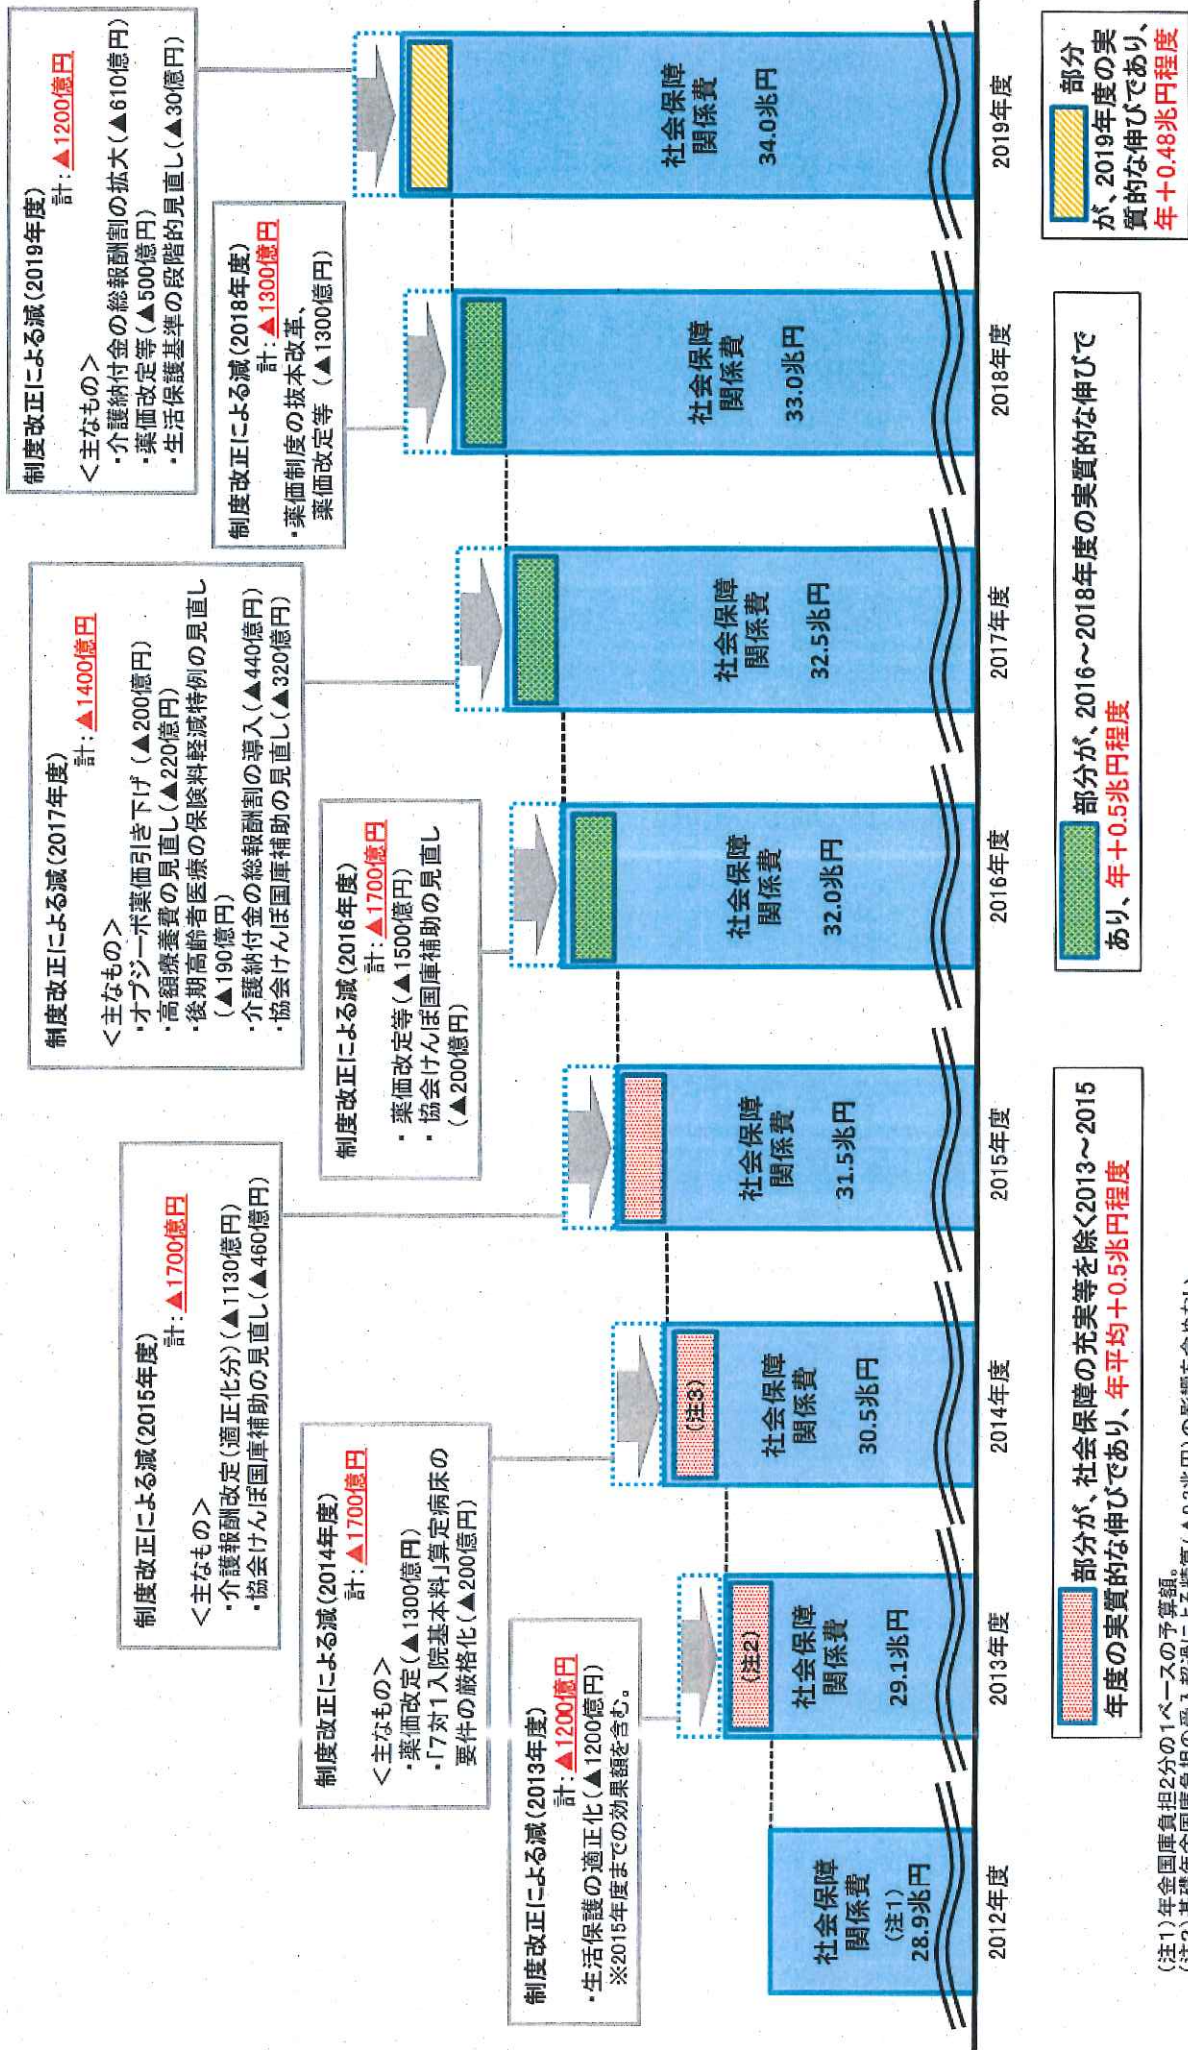 制度改正による減(2013年度)
計:▲1200億円
・生活保護の適正化(▲1200億円)
※2015年度までの効果額を含む。
制度改正による減(2014年度)
計:▲1700億円
<主なもの>
・薬価改定(▲1300億円)
・「7対1入院基本料」算定病床の
要件の厳格化(▲200億円)
制度改正による減(2015年度)
計:▲1700億円
<主なもの>
・介護報酬改定(適正化分)(▲1130億円)
・協会けんぽ国庫補助の見直し(▲460億円)
制度改正による減(2016年度)
計:▲1700億円
・薬価改定等(▲1500億円)
・協会けんぽ国庫補助の見直し
(▲200億円)
制度改正による減(2017年度)
計:▲1400億円
<主なもの>
・オプジーボ薬価引き下げ(▲200億円)
・高額療養費の見直し(▲220億円)
・後期高齢者医療の保険料軽減特例の見直し
(▲190億円)
・介護納付金の総報酬割の導入(▲440億円)
・協会けんぽ国庫補助の見直し(▲320億円)
制度改正による減(2018年度)
計:▲1300億円
・薬価制度の抜本改革、
薬価改定等(▲1300億円)
制度改正による減(2019年度)
計:▲1200億円
<主なもの>
・介護納付金の総報酬割の拡大(▲610億円)
・薬価改定等(▲500億円)
・生活保護基準の段階的見直し(▲30億円)
社会保障
関係費
(注1)
28.9兆円
(注2)
社会保障
関係費
29.1兆円
(注3)
社会保障
関係費
30.5兆円
社会保障
関係費
31.5兆円
社会保障
関係費
32.0兆円
社会保障
関係費
32.5兆円
社会保障
関係費
33.0兆円
社会保障
関係費
34.0兆円
2012年度
2013年度
2014年度
2015年度
2016年度
2017年度
2018年度
2019年度
部分が、社会保障の充実等を除く2013~2015
年度の実質的な伸びであり、年平均+0.5兆円程度
部分が、2016~2018年度の実質的な伸びで
あり、年+0.5兆円程度
部分
が、2019年度の実
質的な伸びであり、
年+0.48兆円程度
(注1)年金国庫負担2分の1ベースの予算額。